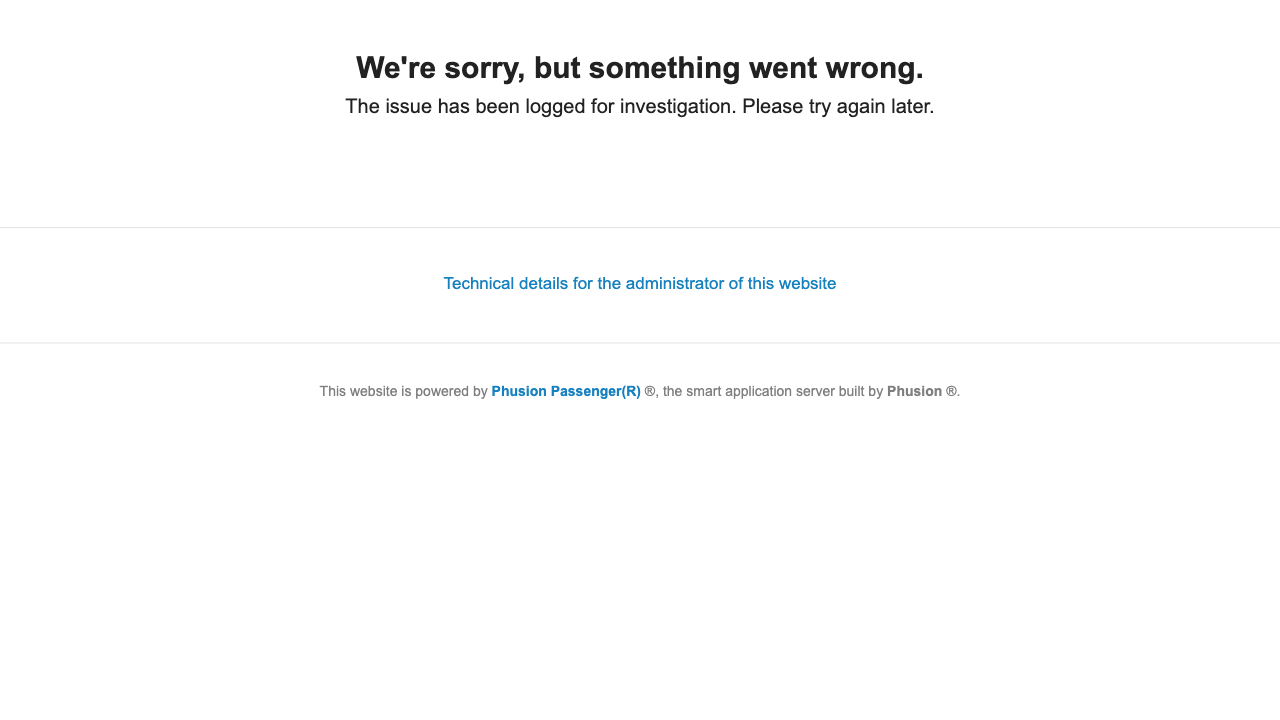 We're sorry, but something went wrong.
The issue has been logged for investigation. Please try again later.
Technical details for the administrator of this website
This website is powered by Phusion Passenger(R) ®, the smart application server built by Phusion ®.